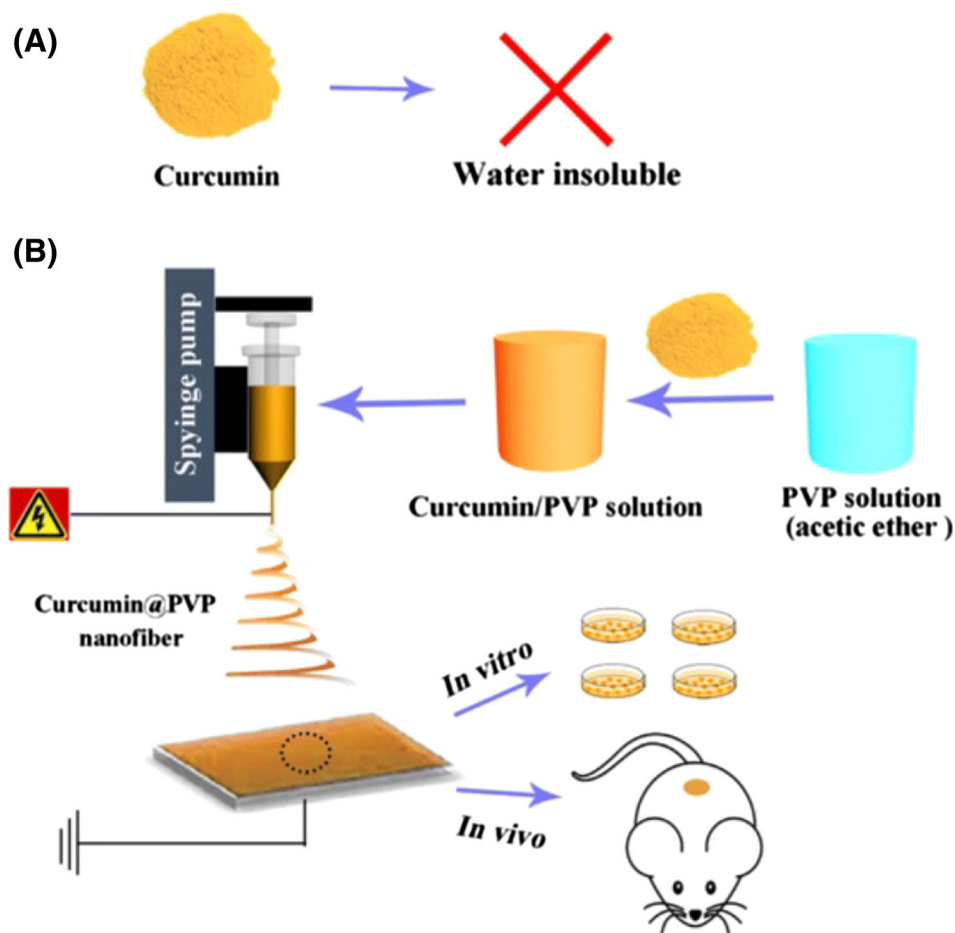 (A)
Curcumin
Water insoluble
(B)
Spyinge pump
Curcumin/PVP solution
PVP solution
(acetic ether )
Curcumin@PVP
nanofiber
In vitro
In vivo